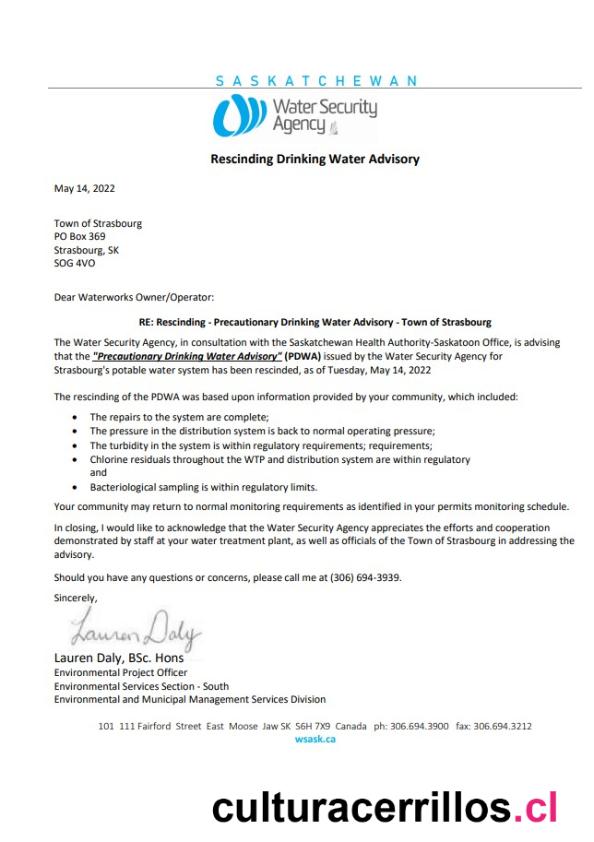 SASKATCHEWAN
Water Security
Agency
Rescinding Drinking Water Advisory
May 14, 2022
Town of Strasbourg
PO Box 369
Strasbourg, SK
SOG 4VO
Dear Waterworks Owner/Operator:
RE: Rescinding - Precautionary Drinking Water Advisory - Town of Strasbourg
The Water Security Agency, in consultation with the Saskatchewan Health Authority-Saskatoon Office, is advising
that the "Precautionary Drinking Water Advisory" (PDWA) issued by the Water Security Agency for
Strasbourg's potable water system has been rescinded, as of Tuesday, May 14, 2022
The rescinding of the PDWA was based upon information provided by your community, which included:
• The repairs to the system are complete;
• The pressure in the distribution system is back to normal operating pressure;
• The turbidity in the system is within regulatory requirements; requirements;
• Chlorine residuals throughout the WTP and distribution system are within regulatory
and
• Bacteriological sampling is within regulatory limits.
Your community may return to normal monitoring requirements as identified in your permits monitoring schedule.
In closing, I would like to acknowledge that the Water Security Agency appreciates the efforts and cooperation
demonstrated by staff at your water treatment plant, as well as officials of the Town of Strasbourg in addressing the
advisory.
Should you have any questions or concerns, please call me at (306) 694-3939.
Sincerely,
Lauren Daly
Lauren Daly, BSc. Hons
Environmental Project Officer
Environmental Services Section - South
Environmental and Municipal Management Services Division
101 111 Fairford Street East Moose Jaw SK S6H 7X9 Canada ph: 306.694.3900 fax: 306.694.3212
wsask.ca
culturacerrillos.cl